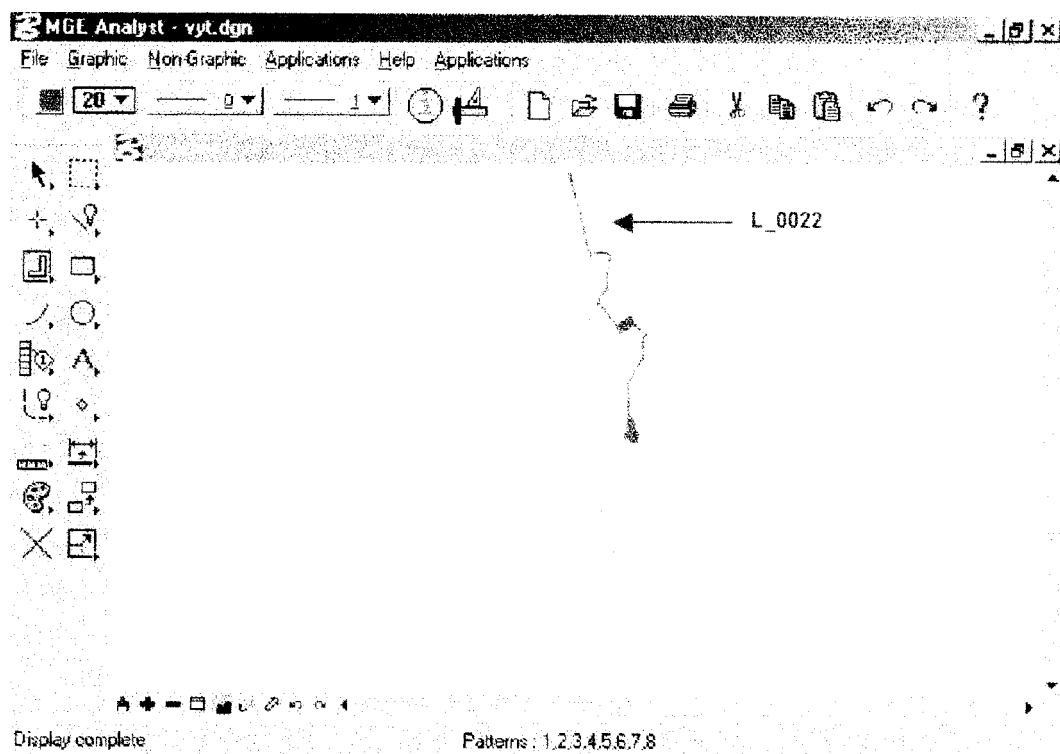 MGE Analyst - vyt.dgn
File Graphic Non-Graphic Applications Help Applications
20 0 1
L_0022
Display complete Patterns : 1,2,3,4,5,6,7,8